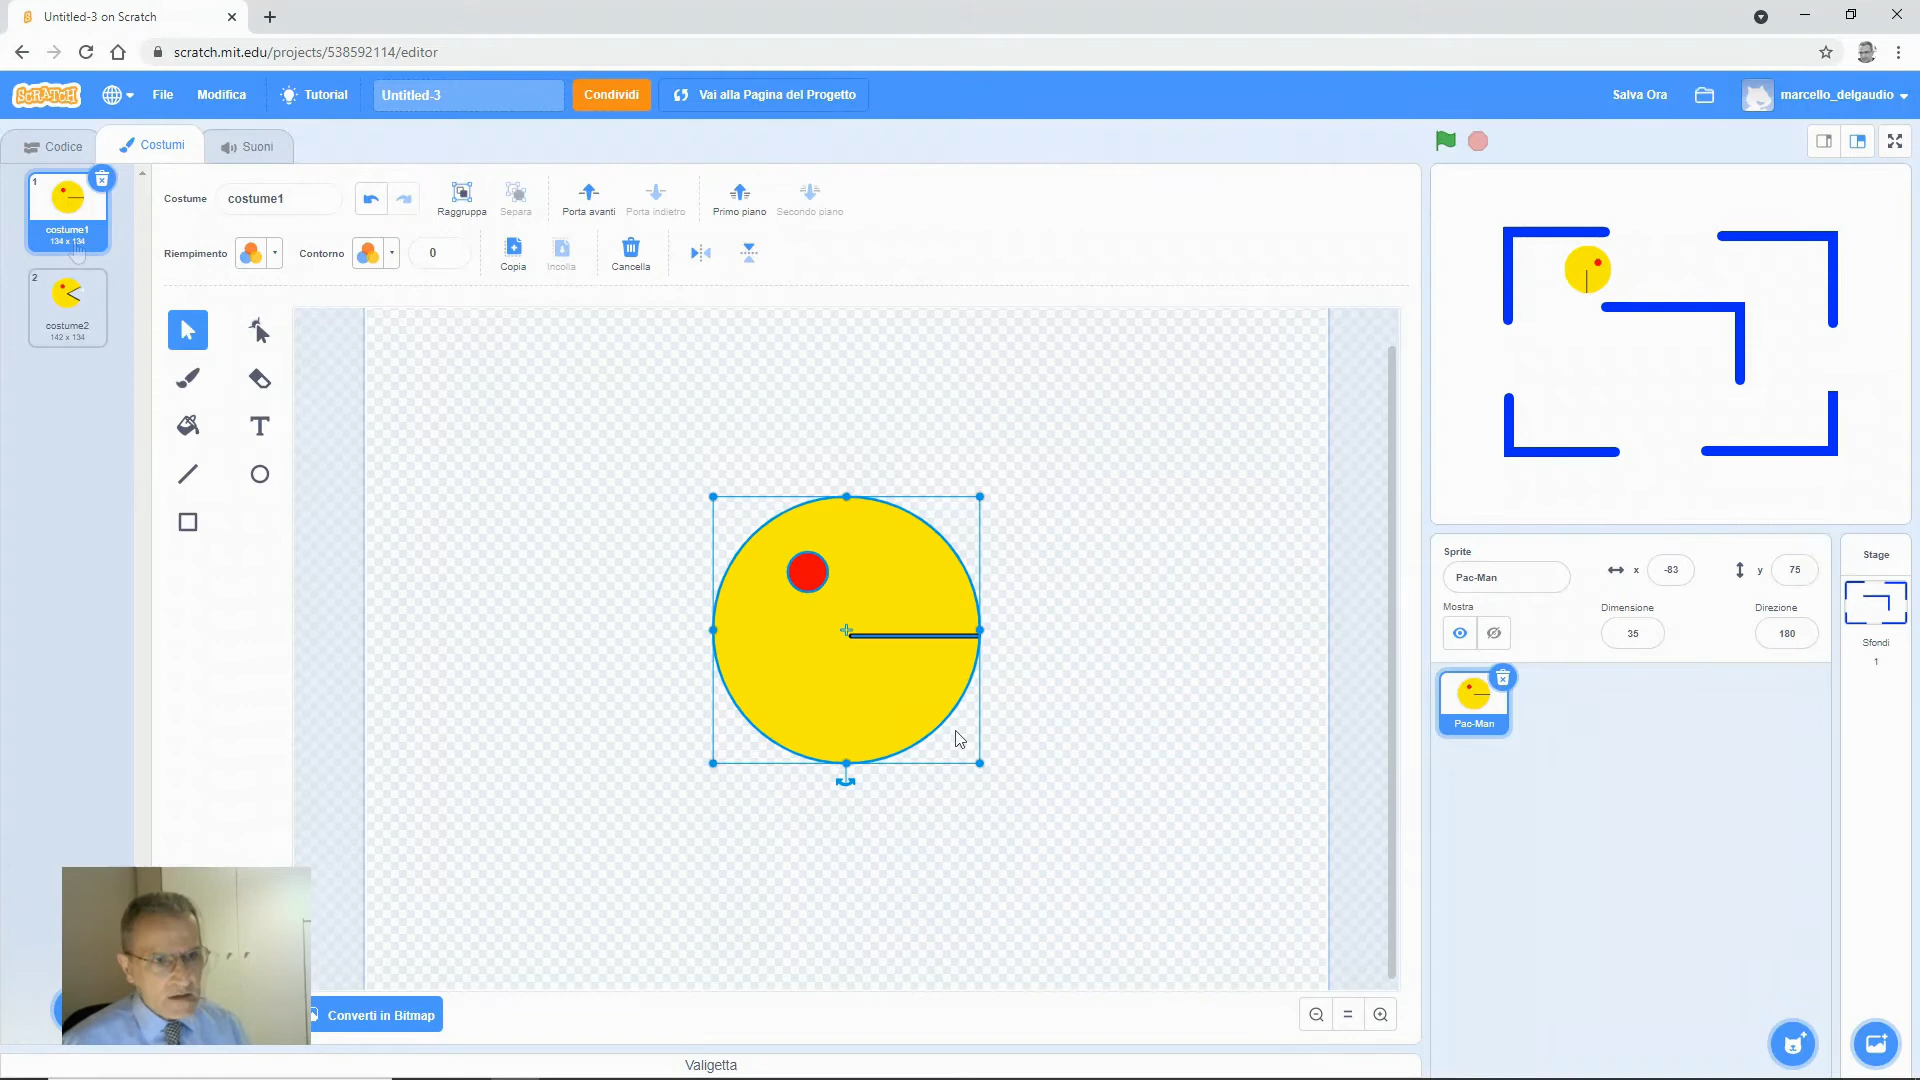 Untitled-3 on Scratch
scratch.mit.edu/projects/538592114/editor
SCRATCH
File
Modifica
Tutorial
Untitled-3
Condividi
Vai alla Pagina del Progetto
Salva Ora
marcello_delgaudio
Codice
Costumi
Suoni
1
costume1
134 x 134
2
costume2
142 x 134
Costume
costume1
Raggruppa
Separa
Porta avanti
Porta indietro
Primo piano
Secondo piano
Riempimento
Contorno
0
Copia
Incolla
Cancella
T
Converti in Bitmap
Valigetta
Sprite
Pac-Man
x
-83
y
75
Mostra
Dimensione
35
Direzione
180
Pac-Man
Stage
Sfondi
1